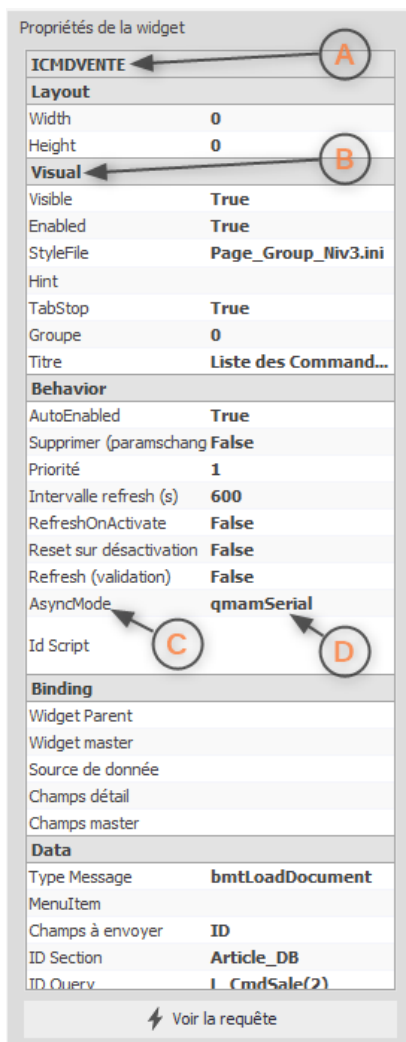 Propriétés de la widget
ICMDVENTE A
Layout
Width 0
Height 0
Visual B
Visible True
Enabled True
StyleFile Page_Group_Niv3.ini
Hint
TabStop True
Groupe 0
Titre Liste des Command...
Behavior
AutoEnabled True
Supprimer (paramschang False
Priorité 1
Intervalle refresh (s) 600
RefreshOnActivate False
Reset sur désactivation False
Refresh (validation) False
AsyncMode qmamSerial
Id Script C D
Binding
Widget Parent
Widget master
Source de donnée
Champs détail
Champs master
Data
Type Message bmtLoadDocument
MenuItem
Champs à envoyer ID
ID Section Article_DB
ID Query L_CmdSale(2)
Voir la requête